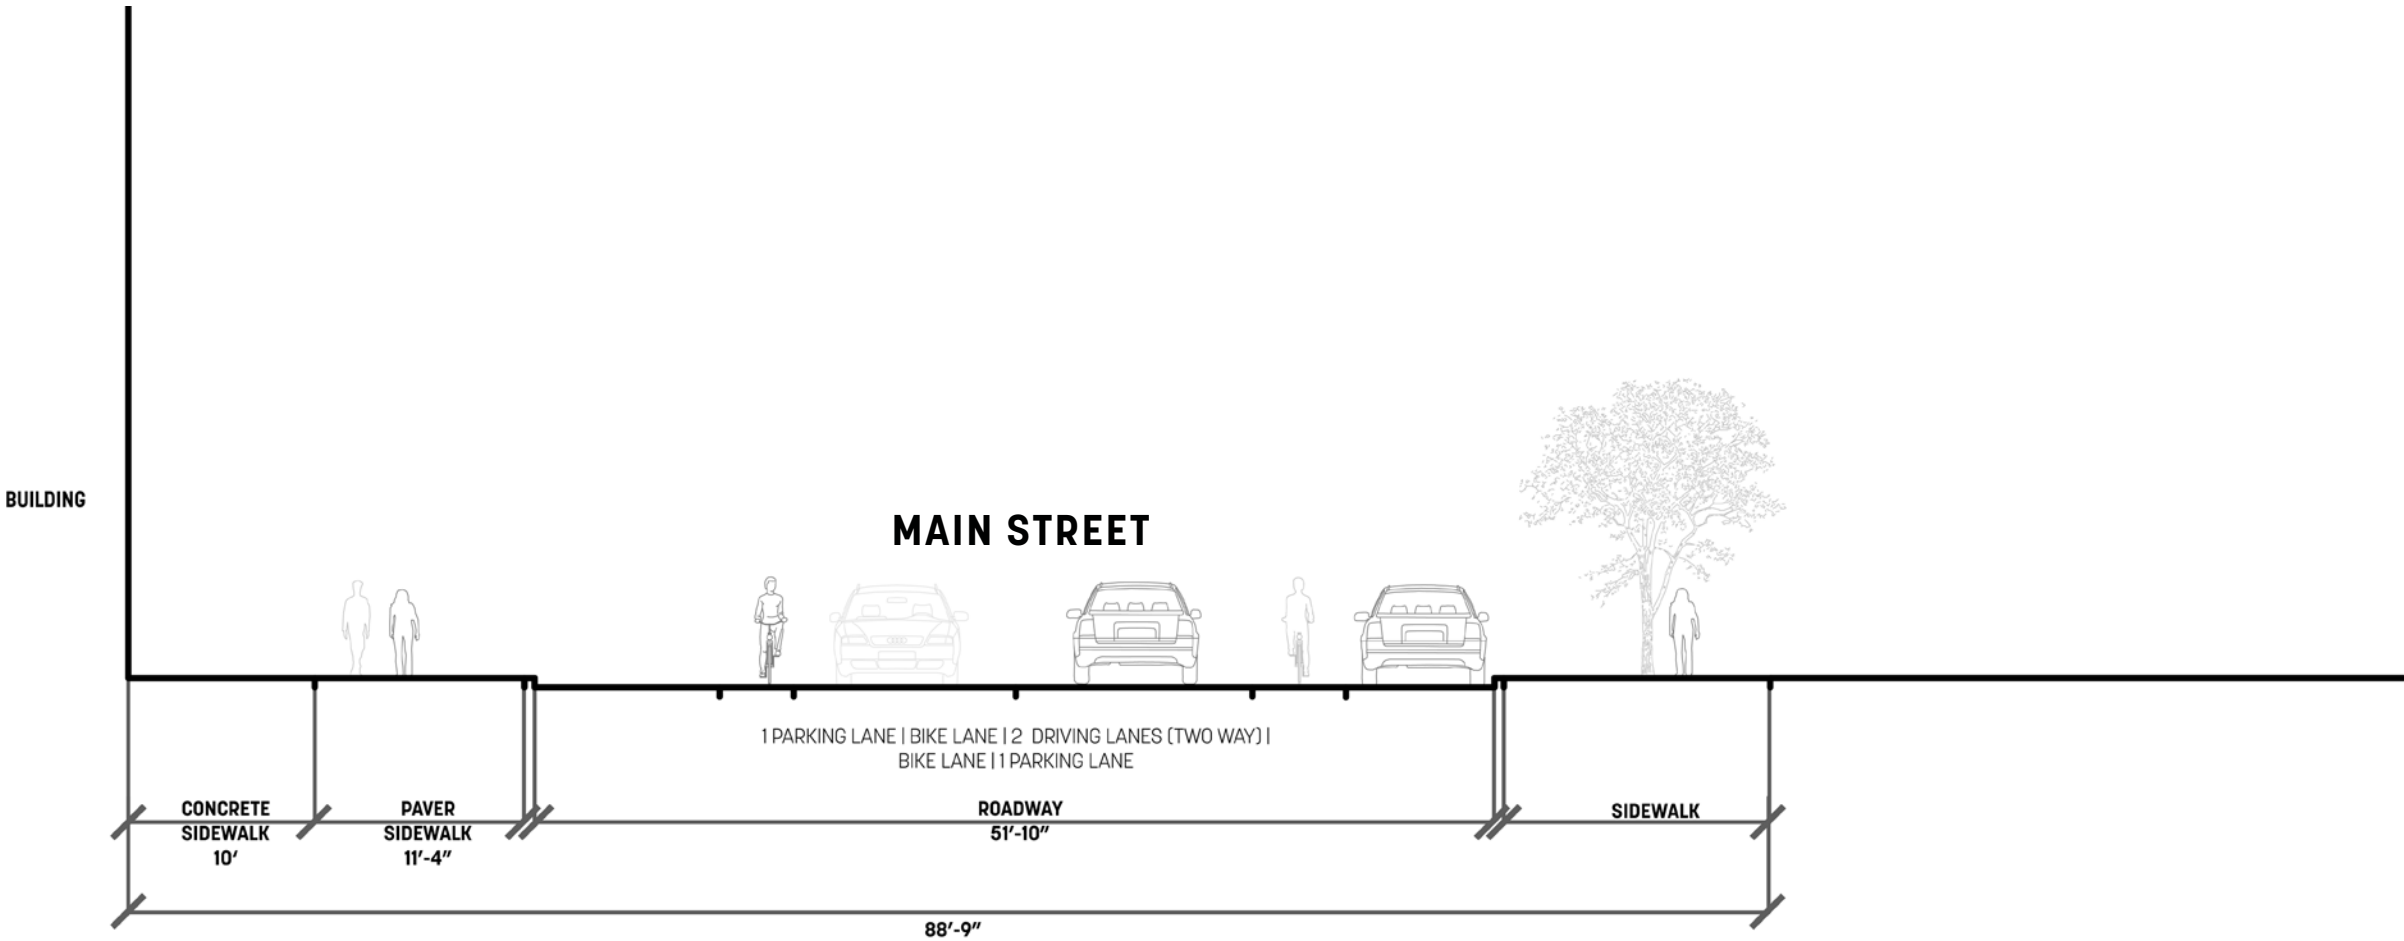 BUILDING
MAIN STREET
1 PARKING LANE | BIKE LANE | 2 DRIVING LANES (TWO WAY) |
BIKE LANE | 1 PARKING LANE
CONCRETE
SIDEWALK
10′
PAVER
SIDEWALK
11′-4″
ROADWAY
51′-10″
SIDEWALK
88′-9″